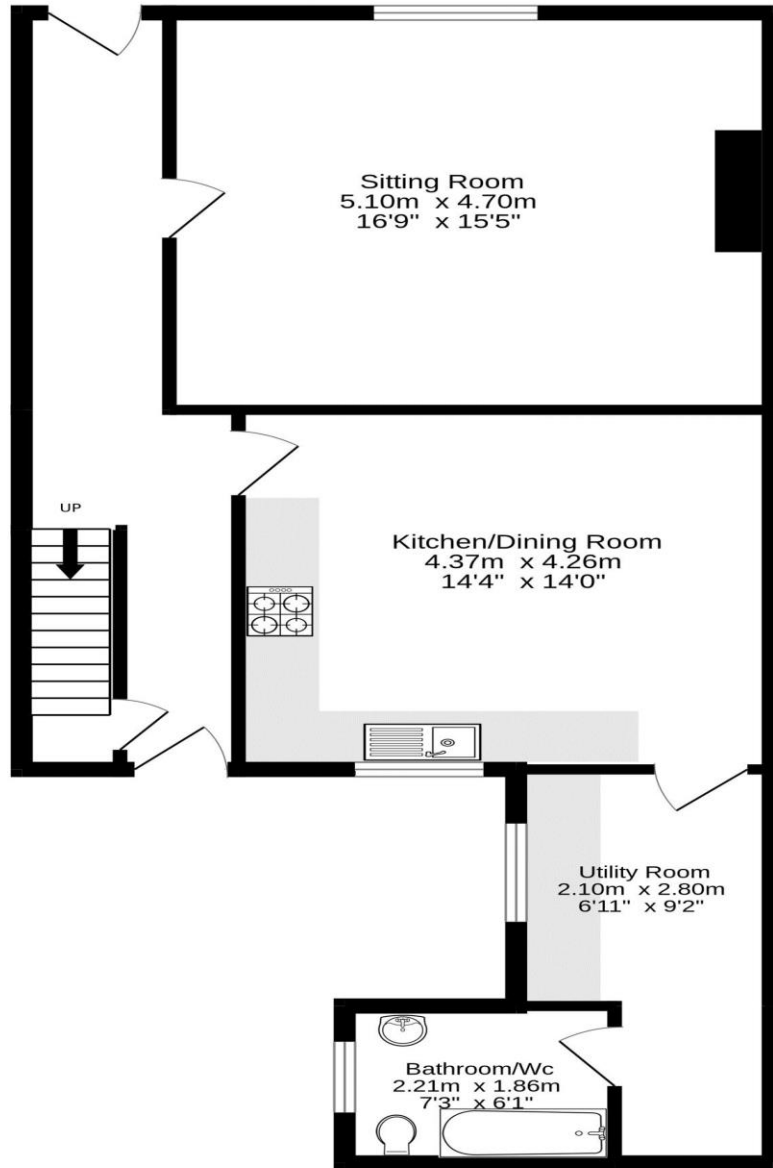 Sitting Room
5.10m x 4.70m
16'9" x 15'5"
UP
Kitchen/Dining Room
4.37m x 4.26m
14'4" x 14'0"
Utility Room
2.10m x 2.80m
6'11" x 9'2"
Bathroom/Wc
2.21m x 1.86m
7'3" x 6'1"